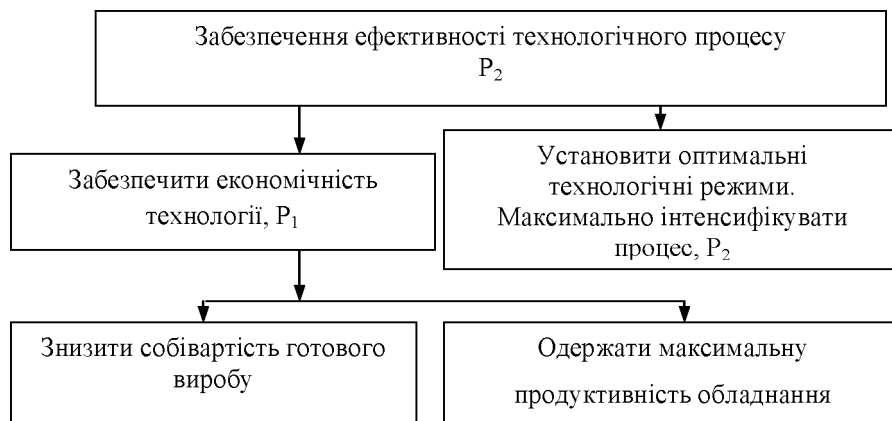 Забезпечення ефективності технологічного процесу
P₂
Забезпечити економічність
технології, P₁
Установити оптимальні
технологічні режими.
Максимально інтенсифікувати
процес, P₂
Знизити собівартість готового
виробу
Одержати максимальну
продуктивність обладнання